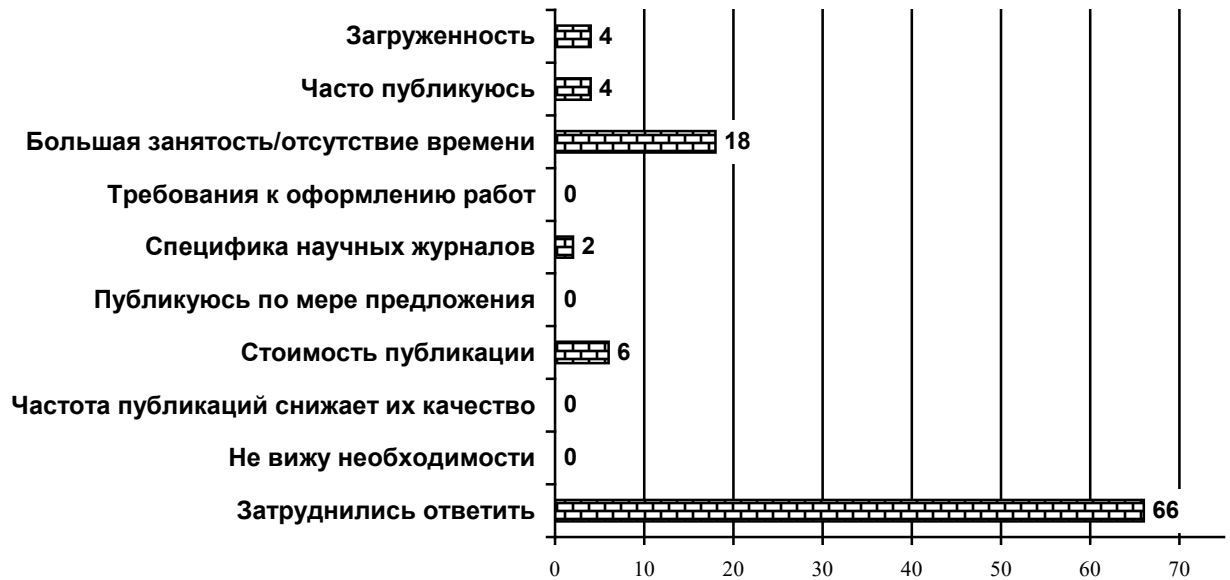 Загруженность 4
Часто публикуюсь 4
Большая занятость/отсутствие времени 18
Требования к оформлению работ 0
Специфика научных журналов 2
Публикуюсь по мере предложения 0
Стоимость публикации 6
Частота публикаций снижает их качество 0
Не вижу необходимости 0
Затруднились ответить 66
0 10 20 30 40 50 60 70